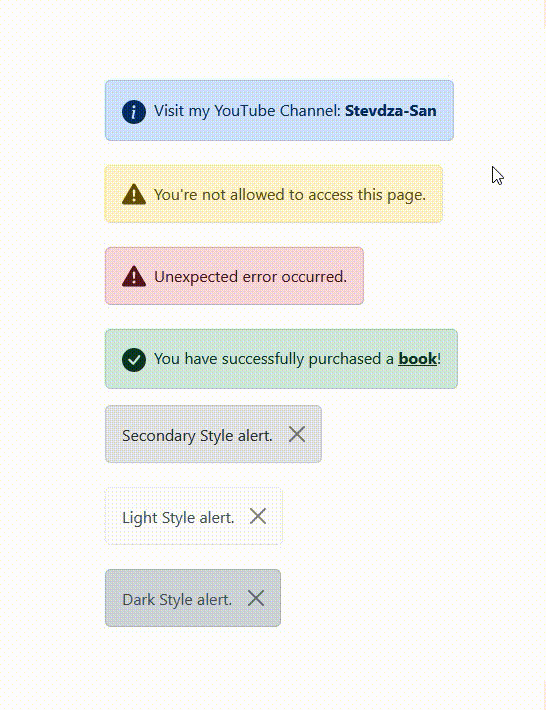 Visit my YouTube Channel: Stevdza-San
You're not allowed to access this page.
Unexpected error occurred.
You have successfully purchased a book!
Secondary Style alert.
Light Style alert.
Dark Style alert.